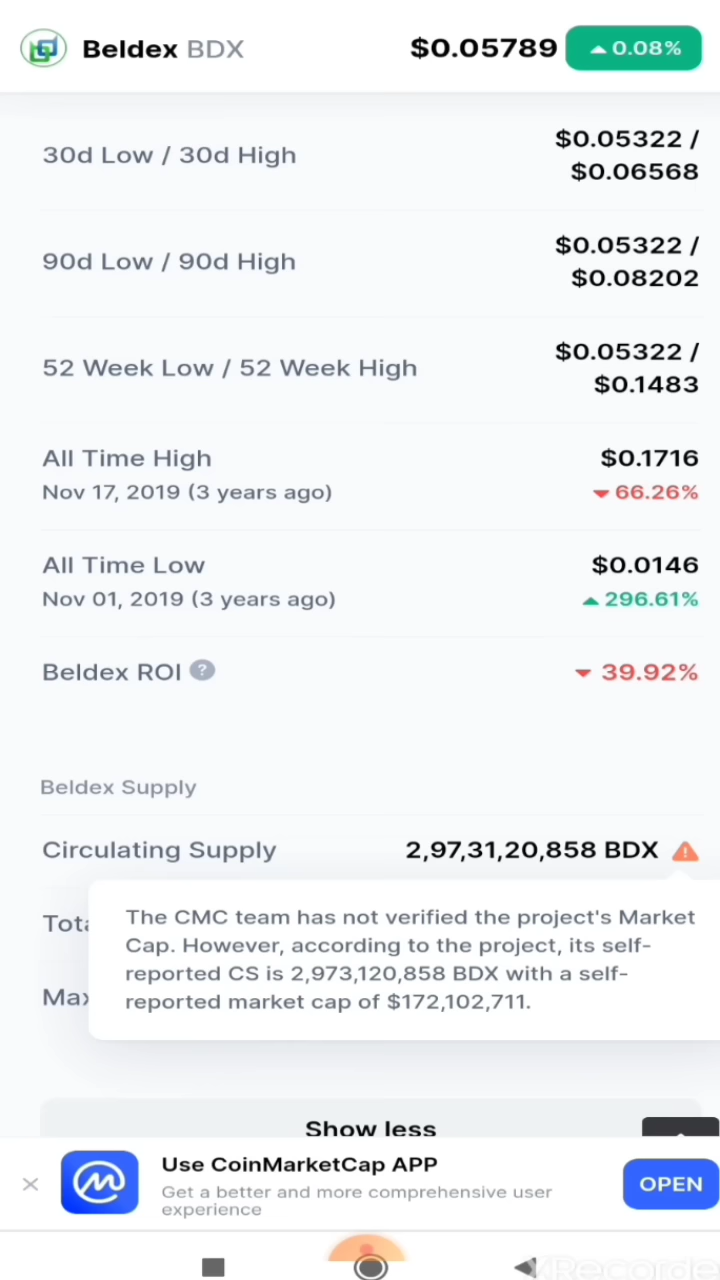 Beldex BDX $0.05789 0.08%
30d Low / 30d High $0.05322 /
$0.06568
90d Low / 90d High $0.05322 /
$0.08202
52 Week Low / 52 Week High $0.05322 /
$0.1483
All Time High $0.1716
Nov 17, 2019 (3 years ago) 66.26%
All Time Low $0.0146
Nov 01, 2019 (3 years ago) 296.61%
Beldex ROI ? 39.92%
Beldex Supply
Circulating Supply 2,97,31,20,858 BDX
The CMC team has not verified the project's Market
Cap. However, according to the project, its self-
reported CS is 2,973,120,858 BDX with a self-
reported market cap of $172,102,711.
Show less
Use CoinMarketCap APP
Get a better and more comprehensive user
experience
OPEN